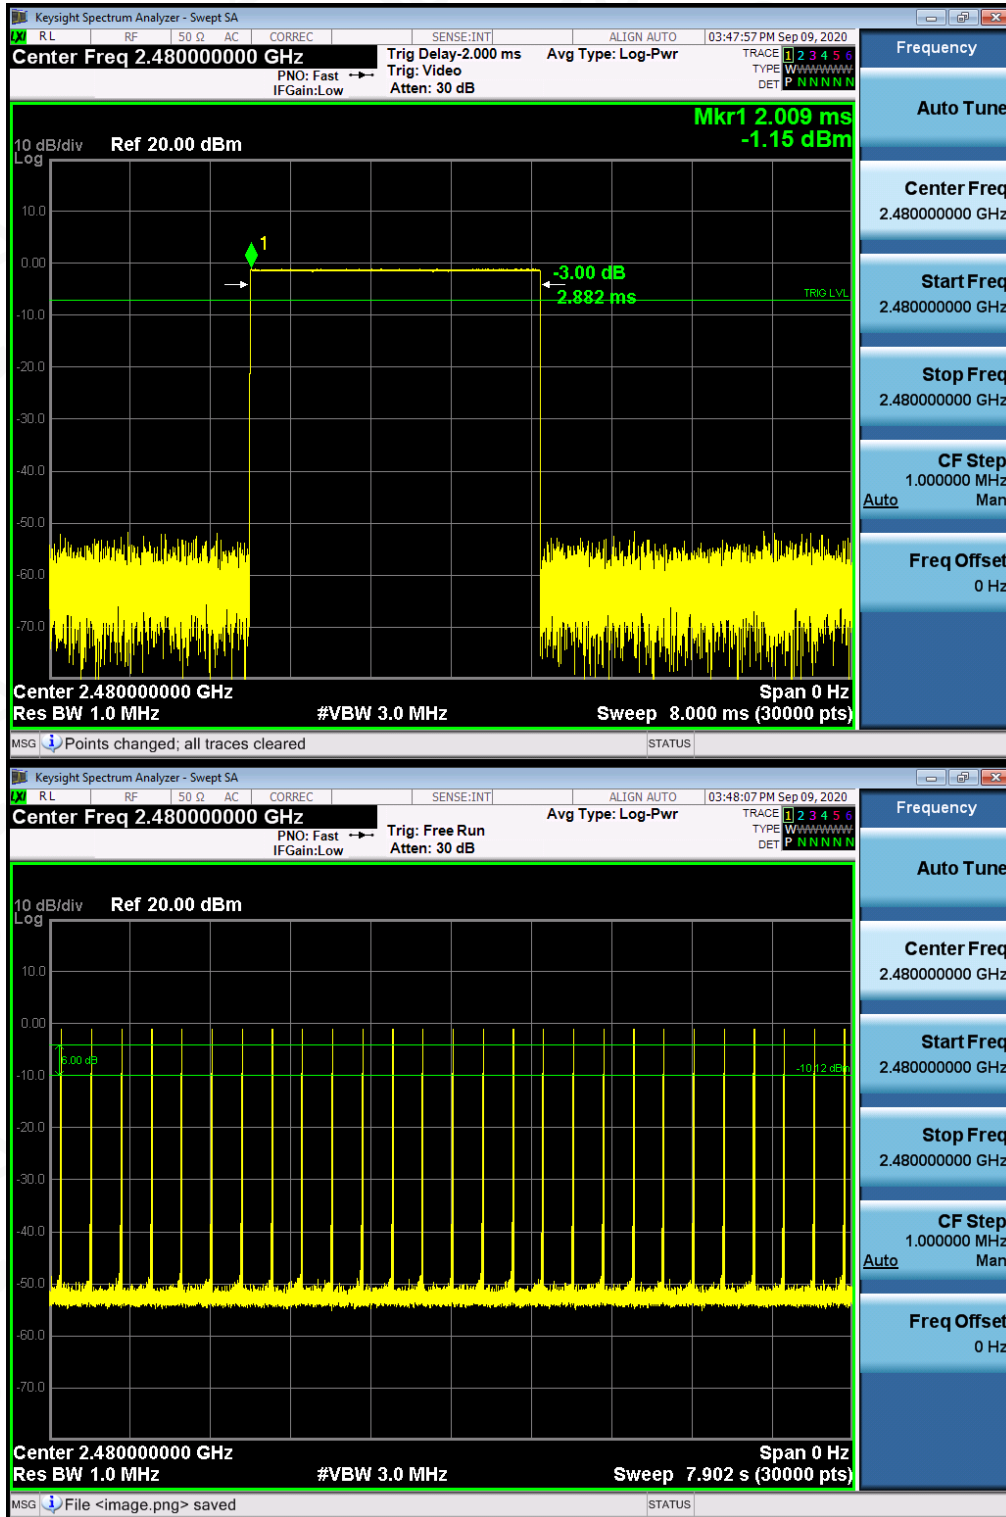 Keysight Spectrum Analyzer - Swept SA
LXI RL RF 50 Ω AC CORREC SENSE:INT ALIGN AUTO 03:47:57 PM Sep 09, 2020
Center Freq 2.480000000 GHz
PNO: Fast
IFGain:Low
Trig Delay-2.000 ms
Trig: Video
Atten: 30 dB
Avg Type: Log-Pwr
TRACE 1 2 3 4 5 6
TYPE WWWWWW
DET P N N N N N
Mkr1 2.009 ms
-1.15 dBm
10 dB/div Ref 20.00 dBm
Log
10.0
0.00
-10.0
-20.0
-30.0
-40.0
-50.0
-60.0
-70.0
1
-3.00 dB
2.882 ms
TRIG LVL
Center 2.480000000 GHz Span 0 Hz
Res BW 1.0 MHz #VBW 3.0 MHz Sweep 8.000 ms (30000 pts)
MSG Points changed; all traces cleared STATUS
Frequency
Auto Tune
Center Freq
2.480000000 GHz
Start Freq
2.480000000 GHz
Stop Freq
2.480000000 GHz
CF Step
1.000000 MHz
Auto Man
Freq Offset
0 Hz
Keysight Spectrum Analyzer - Swept SA
LXI RL RF 50 Ω AC CORREC SENSE:INT ALIGN AUTO 03:48:07 PM Sep 09, 2020
Center Freq 2.480000000 GHz
PNO: Fast
IFGain:Low
Trig: Free Run
Atten: 30 dB
Avg Type: Log-Pwr
TRACE 1 2 3 4 5 6
TYPE WWWWWW
DET P N N N N N
10 dB/div Ref 20.00 dBm
Log
10.0
0.00
-10.0
-20.0
-30.0
-40.0
-50.0
-60.0
-70.0
6.00 dB
-10.12 dBm
Center 2.480000000 GHz Span 0 Hz
Res BW 1.0 MHz #VBW 3.0 MHz Sweep 7.902 s (30000 pts)
MSG File <image.png> saved STATUS
Frequency
Auto Tune
Center Freq
2.480000000 GHz
Start Freq
2.480000000 GHz
Stop Freq
2.480000000 GHz
CF Step
1.000000 MHz
Auto Man
Freq Offset
0 Hz